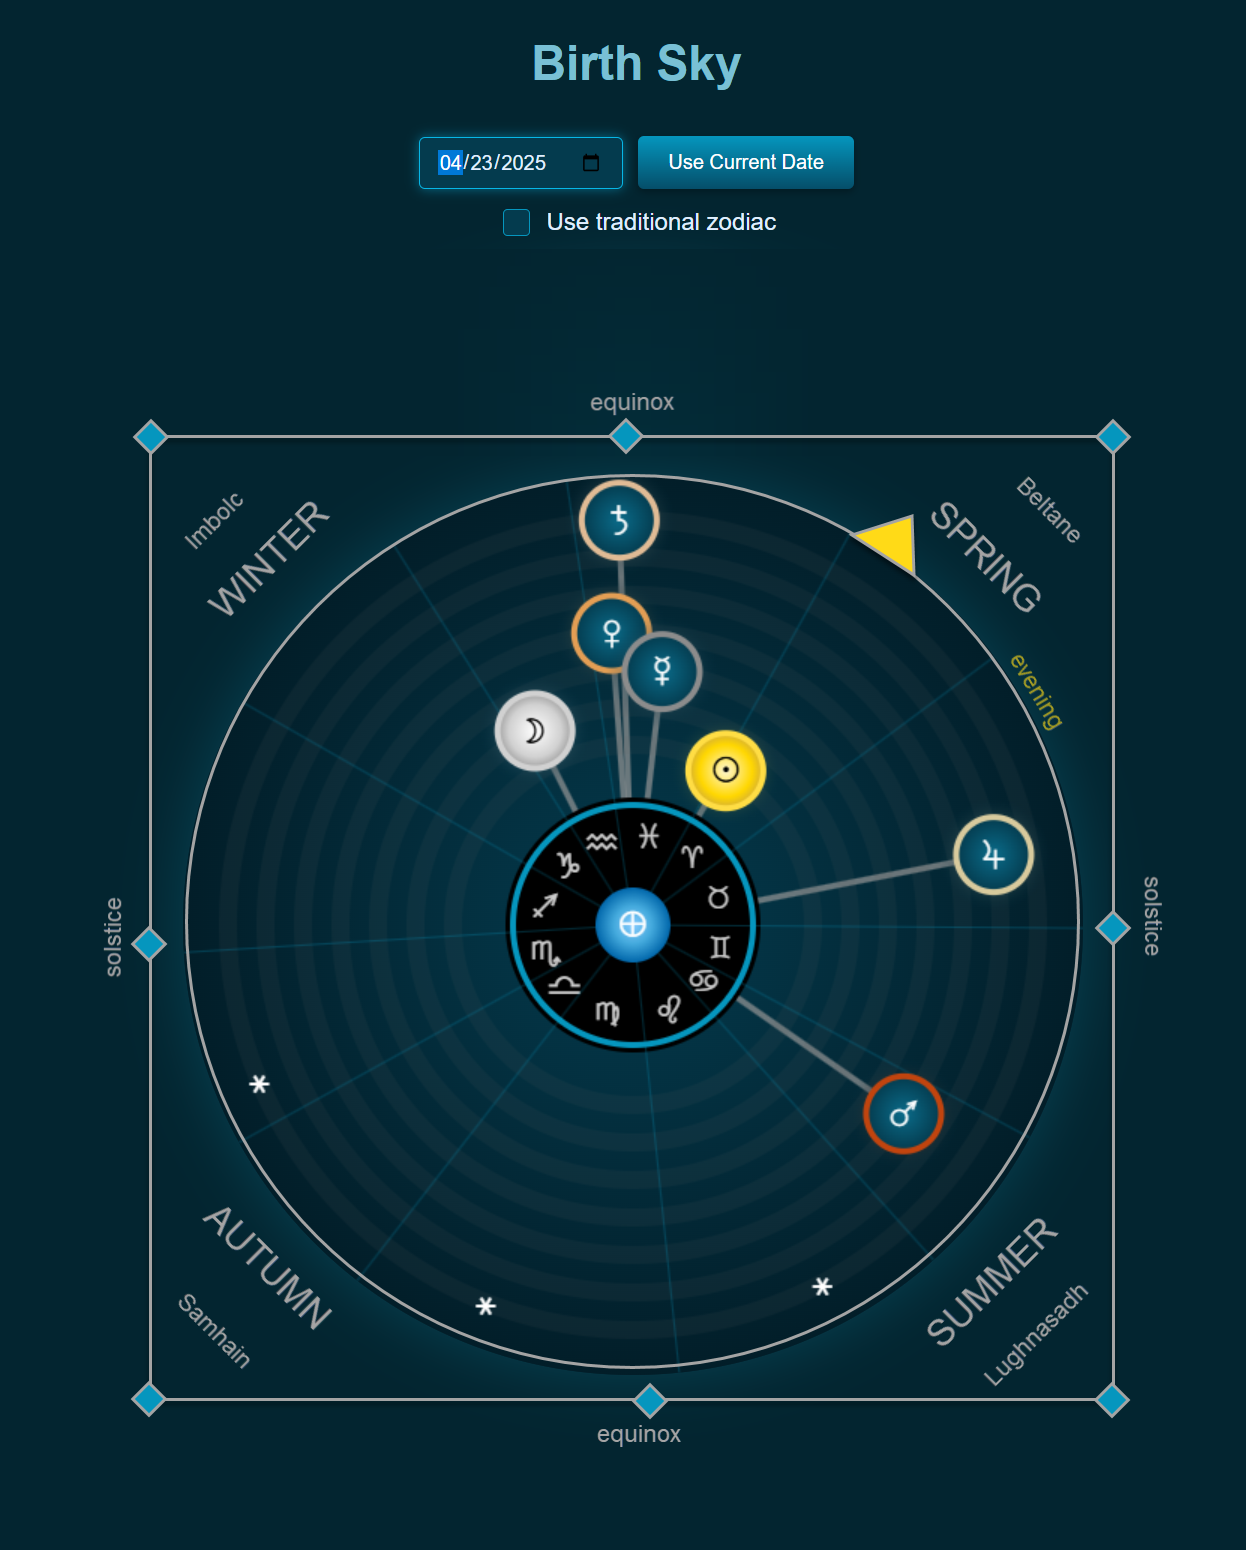 Birth Sky
04/23/2025
Use Current Date
Use traditional zodiac
equinox
Imbolc
WINTER
Beltane
SPRING
♄
♀
☿
evening
☽
☉
♃
♒ ♓ ♈
♑ ♉
♐ ⊕
♏ ♊
♎ ♋
♍ ♌
solstice
solstice
♂
*
*
*
AUTUMN
Samhain
SUMMER
Lughnasadh
equinox